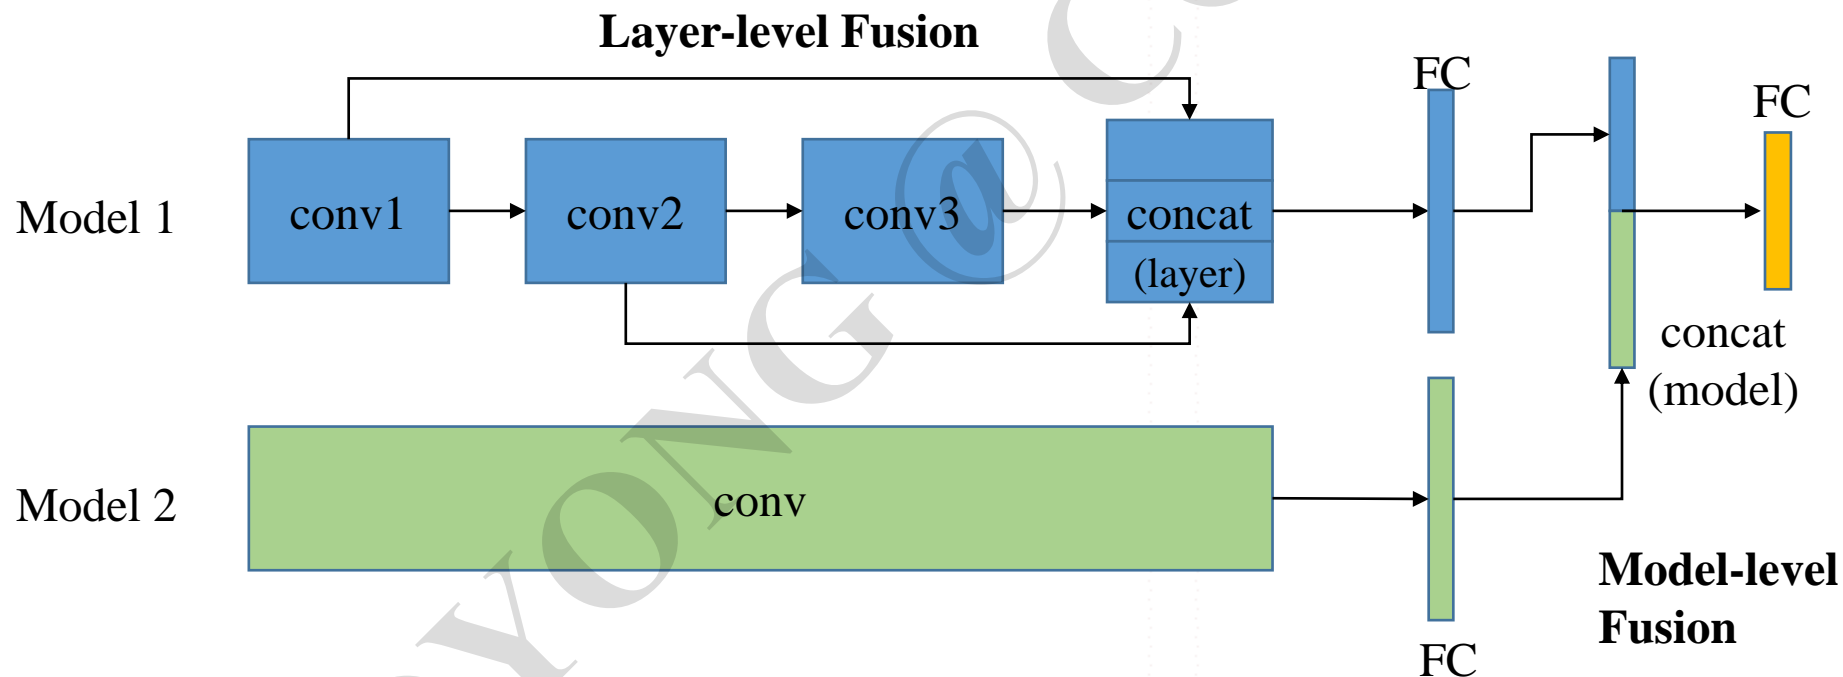 Layer-level Fusion
FC
FC
Model 1
conv1
conv2
conv3
concat
(layer)
concat
(model)
Model 2
conv
Model-level
Fusion
FC
YONG @ C